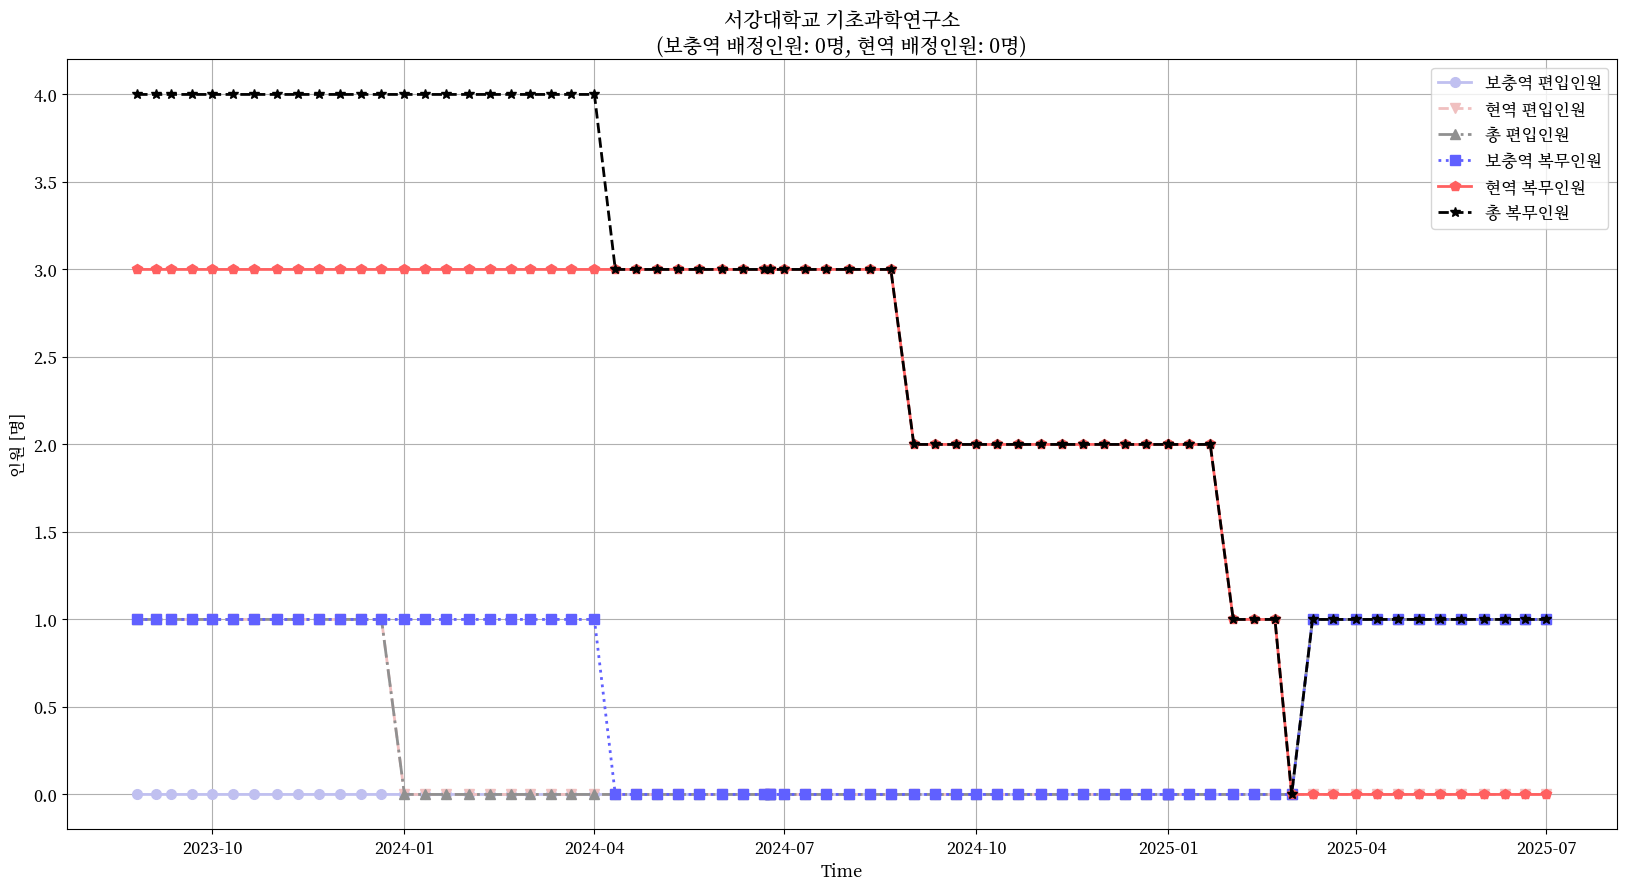 서강대학교 기초과학연구소
(보충역 배정인원: 0명, 현역 배정인원: 0명)
보충역 편입인원
현역 편입인원
총 편입인원
보충역 복무인원
현역 복무인원
총 복무인원
인원 [명]
4.0
3.5
3.0
2.5
2.0
1.5
1.0
0.5
0.0
2023-10
2024-01
2024-04
2024-07
2024-10
2025-01
2025-04
2025-07
Time